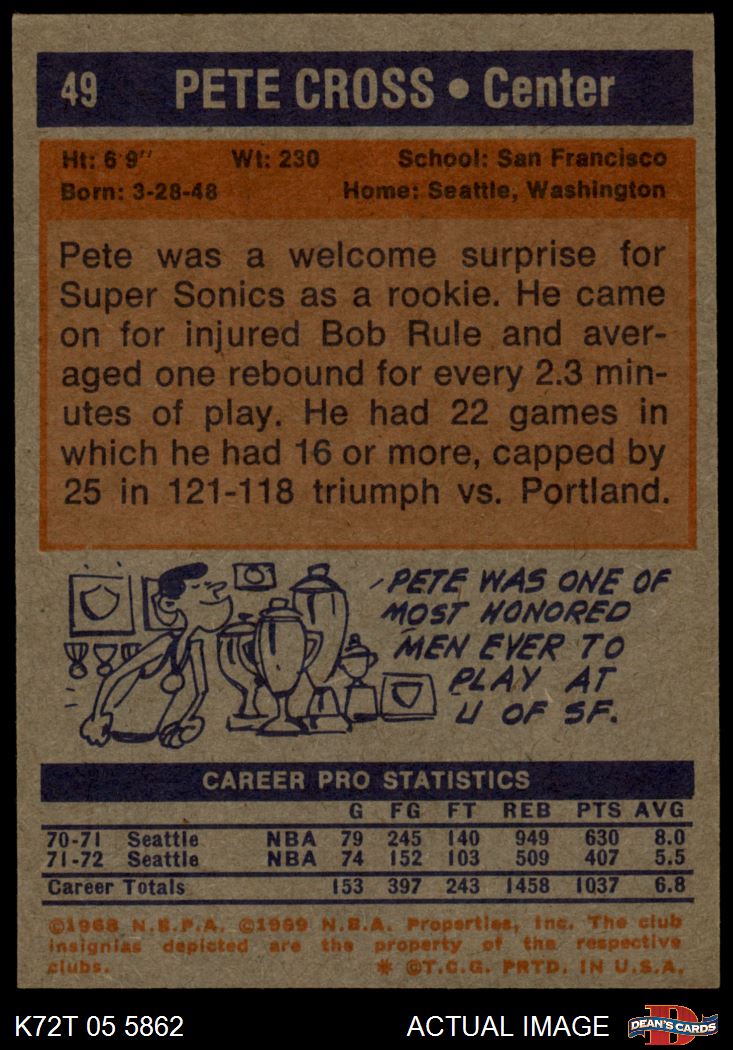 49 PETE CROSS • Center
Ht: 6'9" Wt: 230 School: San Francisco
Born: 3-28-48 Home: Seattle, Washington
Pete was a welcome surprise for
Super Sonics as a rookie. He came
on for injured Bob Rule and aver-
aged one rebound for every 2.3 min-
utes of play. He had 22 games in
which he had 16 or more, capped by
25 in 121-118 triumph vs. Portland.
PETE WAS ONE OF
MOST HONORED
MEN EVER TO
PLAY AT
U OF SF.
CAREER PRO STATISTICS
G FG FT REB PTS AVG
70-71 Seattle NBA 79 245 140 949 630 8.0
71-72 Seattle NBA 74 152 103 509 407 5.5
Career Totals 153 397 243 1458 1037 6.8
©1968 N.B.P.A. ©1969 N.B.A. Properties, Inc. The club
insignias depicted are the property of the respective
clubs. * ©T.C.G. PRTD. IN U.S.A.
K72T 05 5862 ACTUAL IMAGE D DEAN'S CARDS